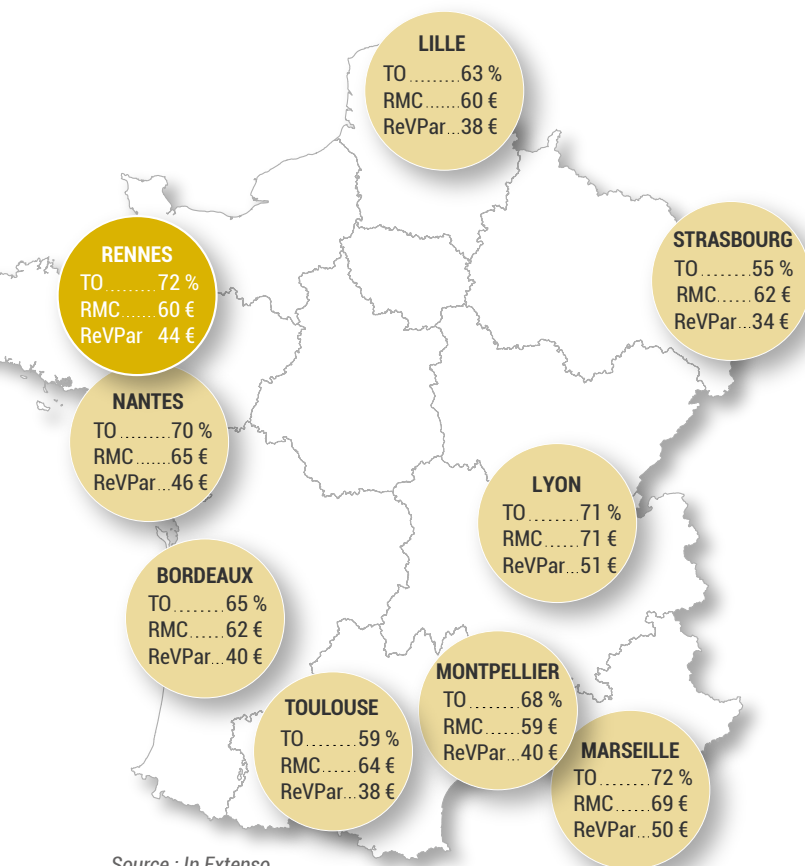 LILLE
TO.........63 %
RMC.......60 €
ReVPar...38 €
STRASBOURG
TO........55 %
RMC......62 €
ReVPar...34 €
RENNES
TO.........72 %
RMC.......60 €
ReVPar 44 €
NANTES
TO.........70 %
RMC.......65 €
ReVPar...46 €
LYON
TO........71 %
RMC......71 €
ReVPar...51 €
BORDEAUX
TO........65 %
RMC......62 €
ReVPar...40 €
MONTPELLIER
TO........68 %
RMC......59 €
ReVPar...40 €
TOULOUSE
TO.........59 %
RMC.......64 €
ReVPar...38 €
MARSEILLE
TO.........72 %
RMC.......69 €
ReVPar...50 €
Source : In Extenso